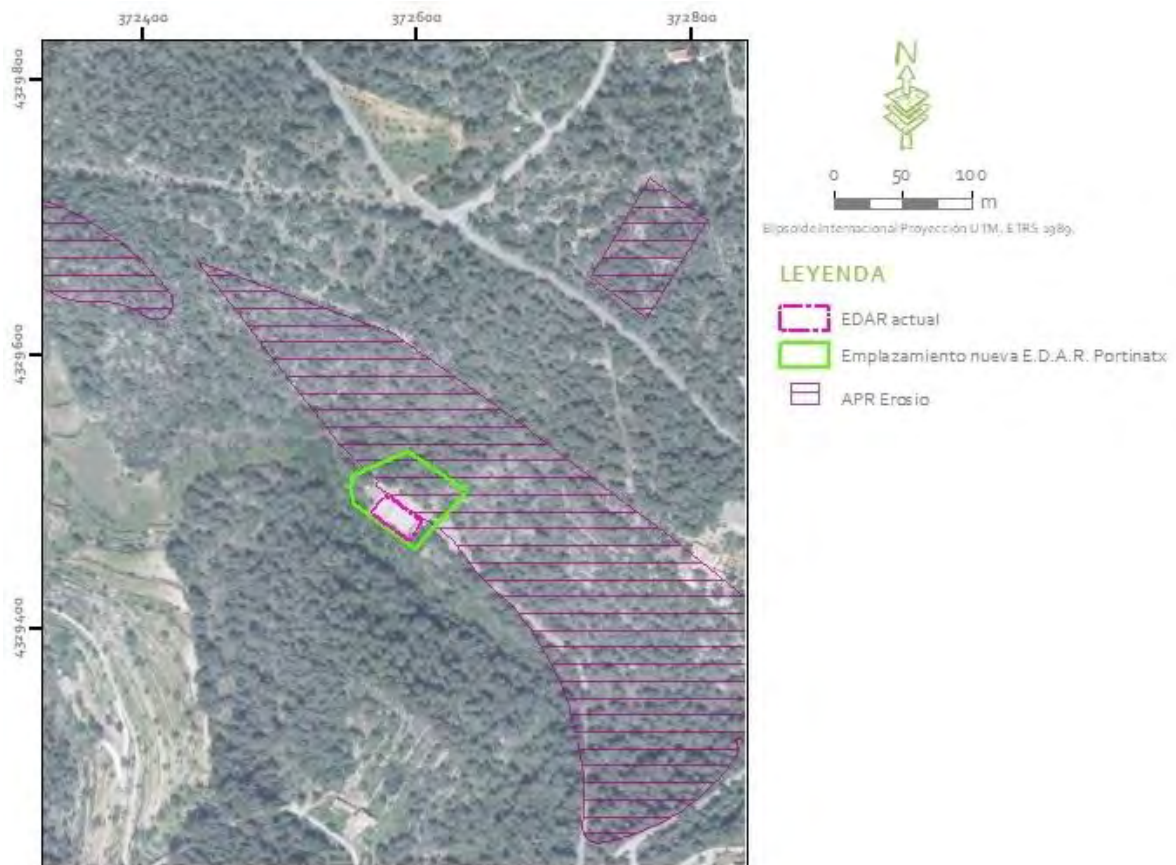 372400 372600 372800
4329800
4329600
4329400
N
0 50 100
m
Elipsoide Internacional Proyección UTM, ETRS 1989.
LEYENDA
EDAR actual
Emplazamiento nueva E.D.A.R. Portinatx
APR Erosio